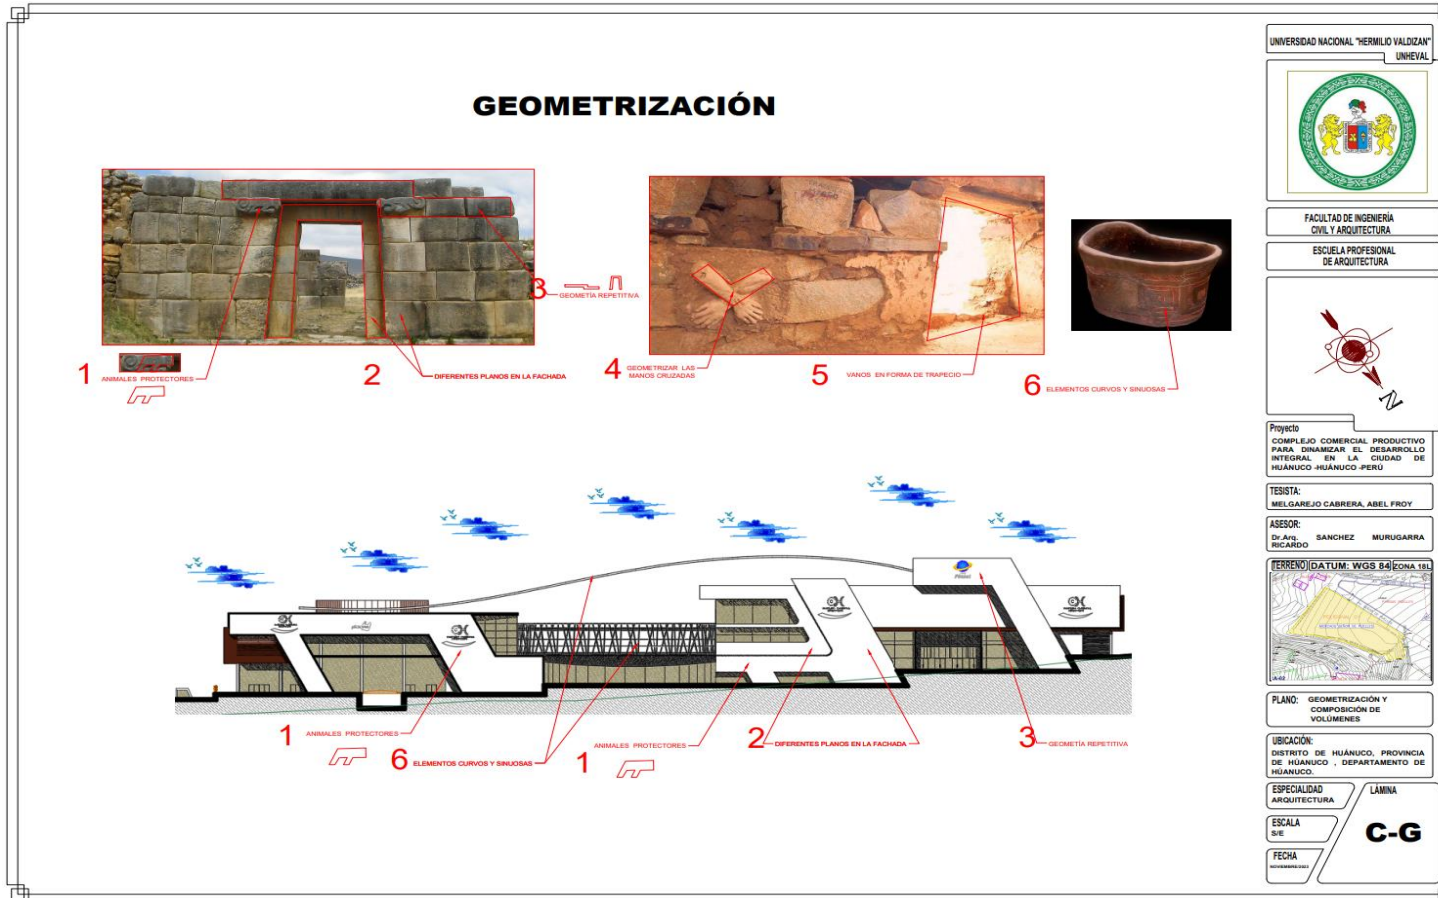 GEOMETRIZACIÓN
3
GEOMETÍA REPETITIVA
1
ANIMALES PROTECTORES
2
DIFERENTES PLANOS EN LA FACHADA
4
GEOMETRIZAR LAS
MANOS CRUZADAS
5
VANOS EN FORMA DE TRAPECIO
6
ELEMENTOS CURVOS Y SINUOSAS
1
ANIMALES PROTECTORES
6
ELEMENTOS CURVOS Y SINUOSAS
1
ANIMALES PROTECTORES
2
DIFERENTES PLANOS EN LA FACHADA
3
GEOMETÍA REPETITIVA
UNIVERSIDAD NACIONAL "HERMILIO VALDIZAN"
UNHEVAL
FACULTAD DE INGENIERÍA
CIVIL Y ARQUITECTURA
ESCUELA PROFESIONAL
DE ARQUITECTURA
N
Proyecto
COMPLEJO COMERCIAL PRODUCTIVO
PARA DINAMIZAR EL DESARROLLO
INTEGRAL EN LA CIUDAD DE
HUÁNUCO -HUÁNUCO -PERÚ
TESISTA:
MELGAREJO CABRERA, ABEL FROY
ASESOR:
Dr.Arq. SANCHEZ MURUGARRA
RICARDO
TERRENO DATUM: WGS 84 ZONA 18L
PLANO: GEOMETRIZACIÓN Y
COMPOSICIÓN DE
VOLÚMENES
UBICACIÓN:
DISTRITO DE HUÁNUCO, PROVINCIA
DE HÚANUCO , DEPARTAMENTO DE
HÚANUCO.
ESPECIALIDAD
ARQUITECTURA
LÁMINA
ESCALA
S/E
C-G
FECHA